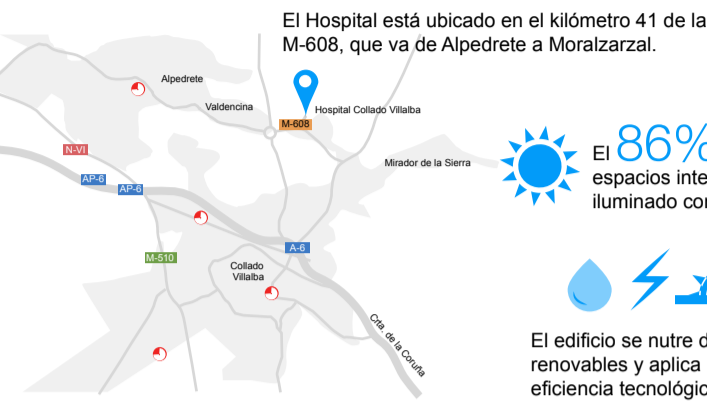 El Hospital está ubicado en el kilómetro 41 de la
M-608, que va de Alpedrete a Moralzarzal.
Alpedrete
Valdencina
Hospital Collado Villalba
M-608
N-VI
Mirador de la Sierra
AP-6
AP-6
M-510
A-6
Collado
Villalba
Crta. de la Coruña
El 86%
espacios inte
iluminado con
El edificio se nutre d
renovables y aplica
eficiencia tecnológic